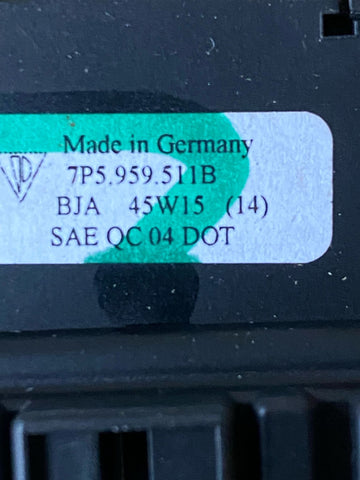 Made in Germany
7P5.959.511B
BJA 45W15 (14)
SAE QC 04 DOT